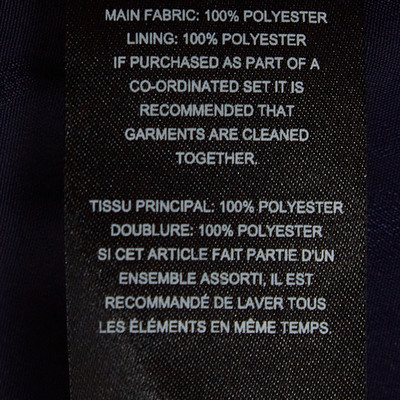 MAIN FABRIC: 100% POLYESTER
LINING: 100% POLYESTER
IF PURCHASED AS PART OF A
CO-ORDINATED SET IT IS
RECOMMENDED THAT
GARMENTS ARE CLEANED
TOGETHER.
TISSU PRINCIPAL: 100% POLYESTER
DOUBLURE: 100% POLYESTER
SI CET ARTICLE FAIT PARTIE D'UN
ENSEMBLE ASSORTI, IL EST
RECOMMANDÉ DE LAVER TOUS
LES ÉLÉMENTS EN MÊME TEMPS.